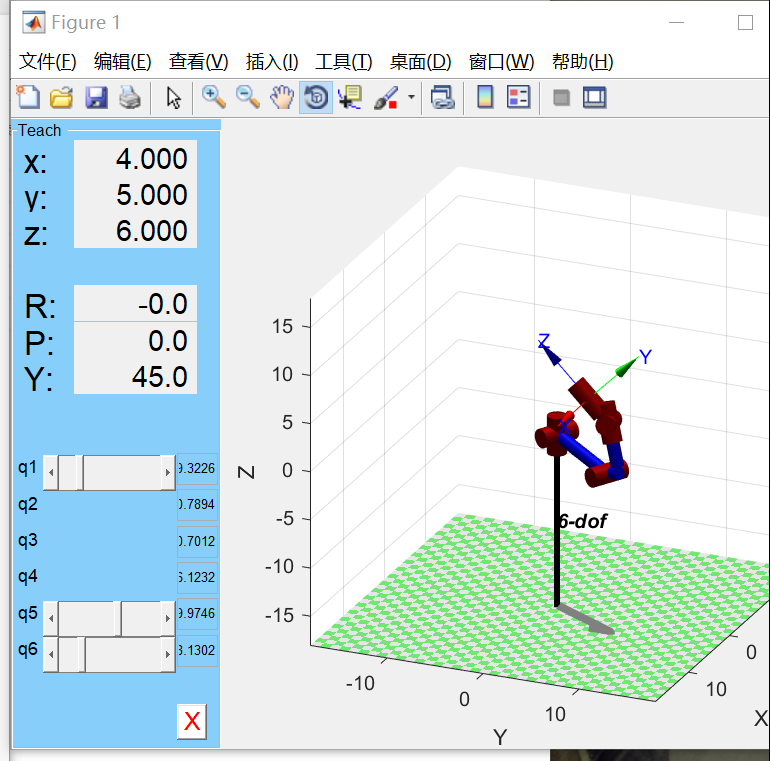 Figure 1
文件(F) 编辑(E) 查看(V) 插入(I) 工具(T) 桌面(D) 窗口(W) 帮助(H)
Teach
x: 4.000
y: 5.000
z: 6.000
R: -0.0
P: 0.0
Y: 45.0
q1 9.3226
q2 0.7894
q3 0.7012
q4 6.1232
q5 9.9746
q6 3.1302
X
15
10
5
0
-5
-10
-15
Z
Z
Y
X
6-dof
-10
0
10
Y
0
10
X